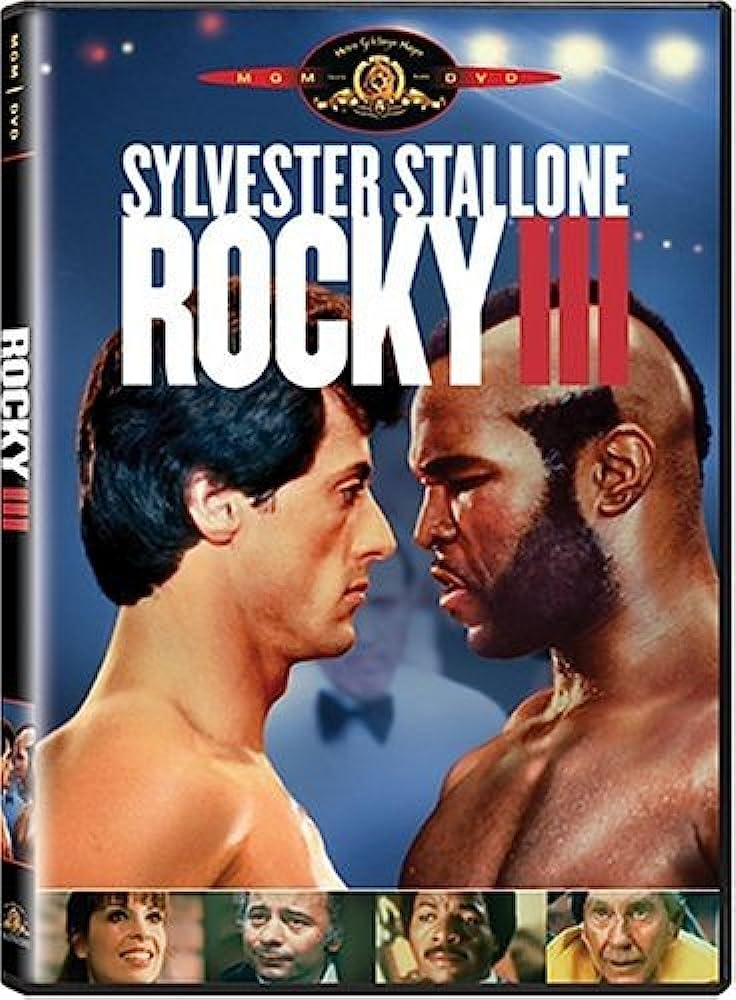 MGM DVD
SYLVESTER STALLONE
ROCKY III
MGM | DVD
ROCKY III